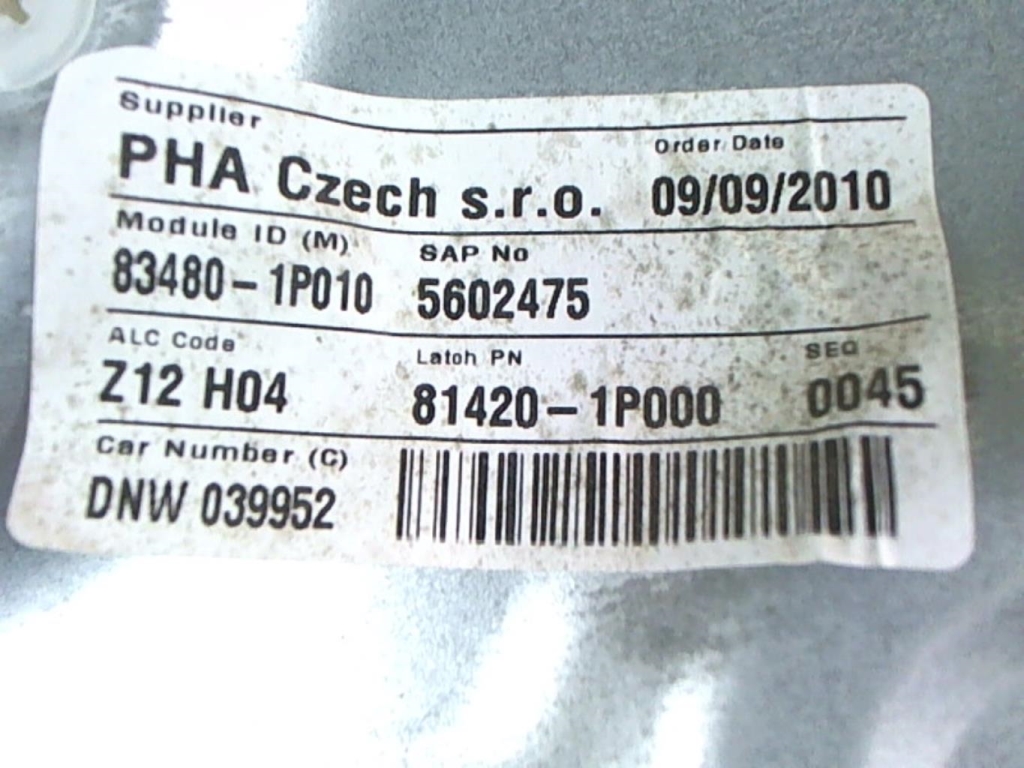 Supplier
PHA Czech s.r.o.
Order Date
09/09/2010
Module ID (M)
83480-1P010
SAP No
5602475
ALC Code
Z12 H04
Latch PN
81420-1P000
SEQ
0045
Car Number (C)
DNW 039952